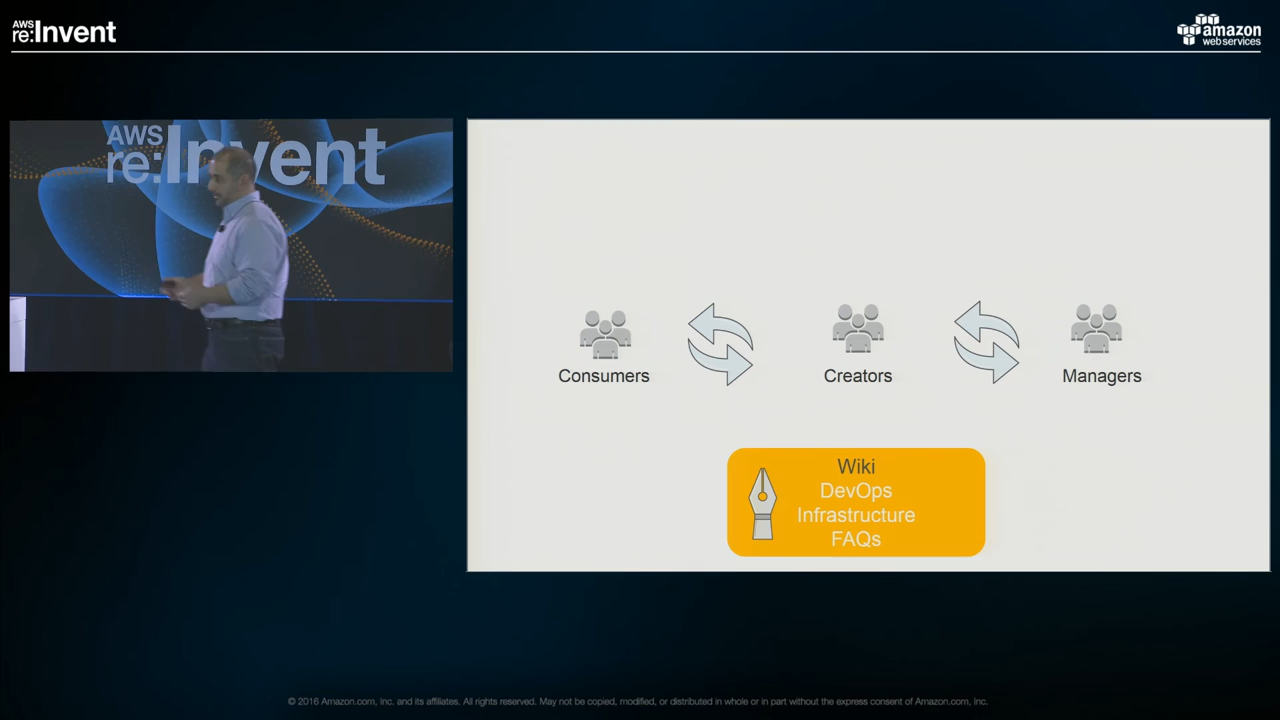 AWS
re:Invent
amazon
web services
AWS
re:Invent
Consumers
Creators
Managers
Wiki
DevOps
Infrastructure
FAQs
© 2016 Amazon.com, Inc. and its affiliates. All rights reserved. May not be copied, modified, or distributed in whole or in part without the express consent of Amazon.com, Inc.